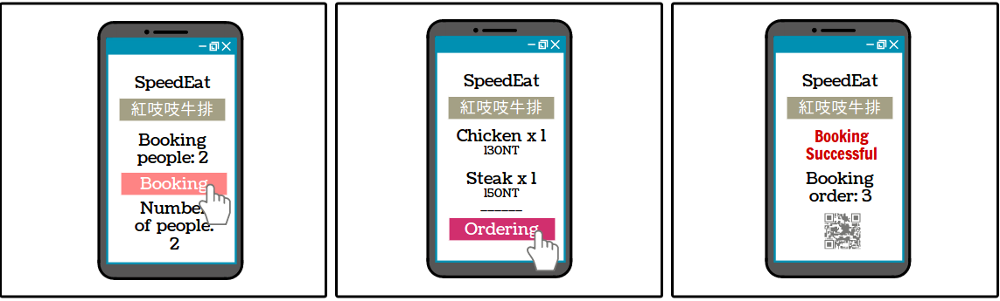 SpeedEat
紅吱吱牛排
Booking
people: 2
Booking
Number
of people:
2
SpeedEat
紅吱吱牛排
Chicken x 1
130NT
Steak x 1
150NT
______
Ordering
SpeedEat
紅吱吱牛排
Booking
Successful
Booking
order: 3